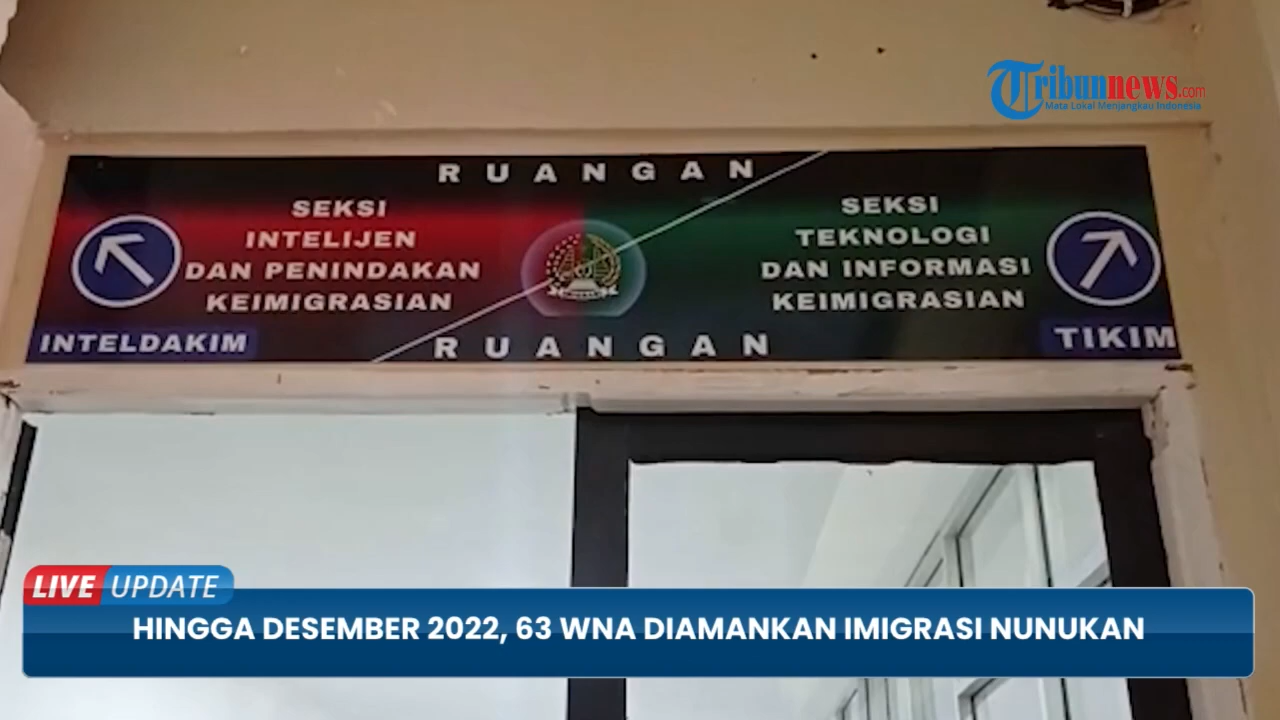 Tribunnews.com
Mata Lokal Menjangkau Indonesia
RUANGAN
SEKSI
INTELIJEN
DAN PENINDAKAN
KEIMIGRASIAN
INTELDAKIM
SEKSI
TEKNOLOGI
DAN INFORMASI
KEIMIGRASIAN
TIKIM
RUANGAN
LIVE UPDATE
HINGGA DESEMBER 2022, 63 WNA DIAMANKAN IMIGRASI NUNUKAN